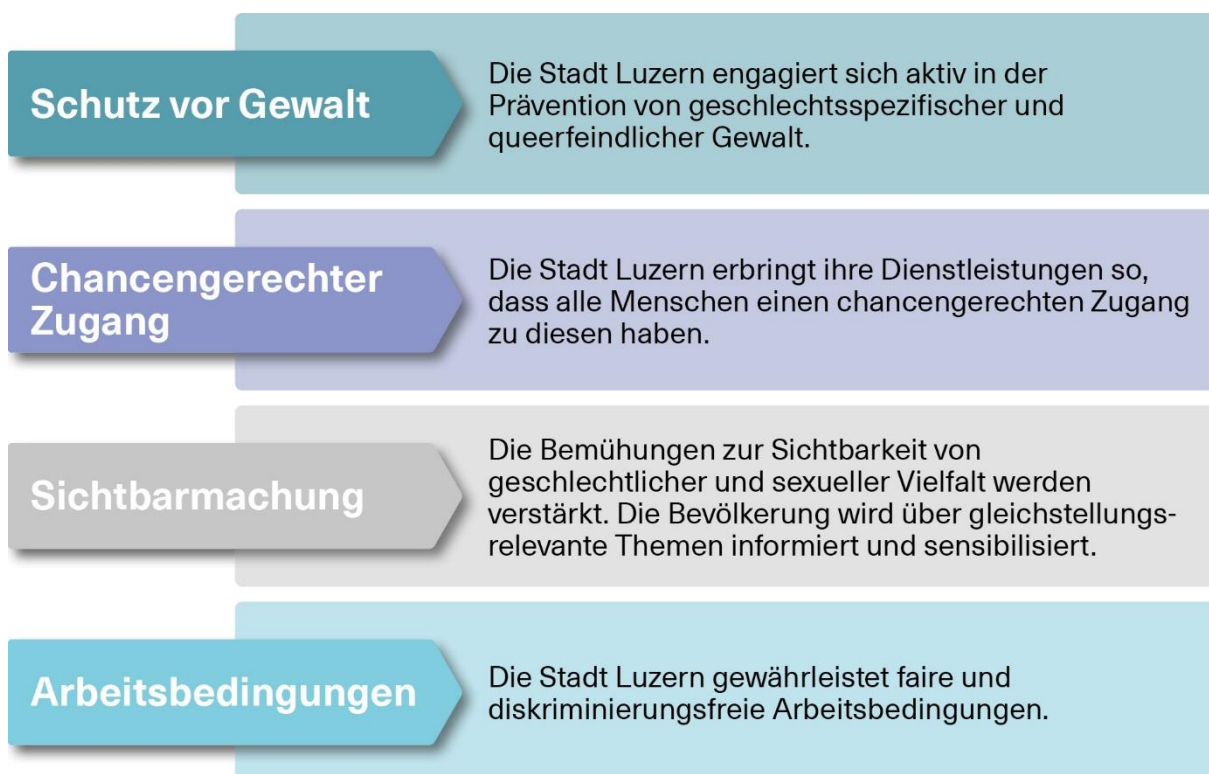 Schutz vor Gewalt
Die Stadt Luzern engagiert sich aktiv in der
Prävention von geschlechtsspezifischer und
queerfeindlicher Gewalt.
Chancengerechter
Zugang
Die Stadt Luzern erbringt ihre Dienstleistungen so,
dass alle Menschen einen chancengerechten Zugang
zu diesen haben.
Sichtbarmachung
Die Bemühungen zur Sichtbarkeit von
geschlechtlicher und sexueller Vielfalt werden
verstärkt. Die Bevölkerung wird über gleichstellungs-
relevante Themen informiert und sensibilisiert.
Arbeitsbedingungen
Die Stadt Luzern gewährleistet faire und
diskriminierungsfreie Arbeitsbedingungen.